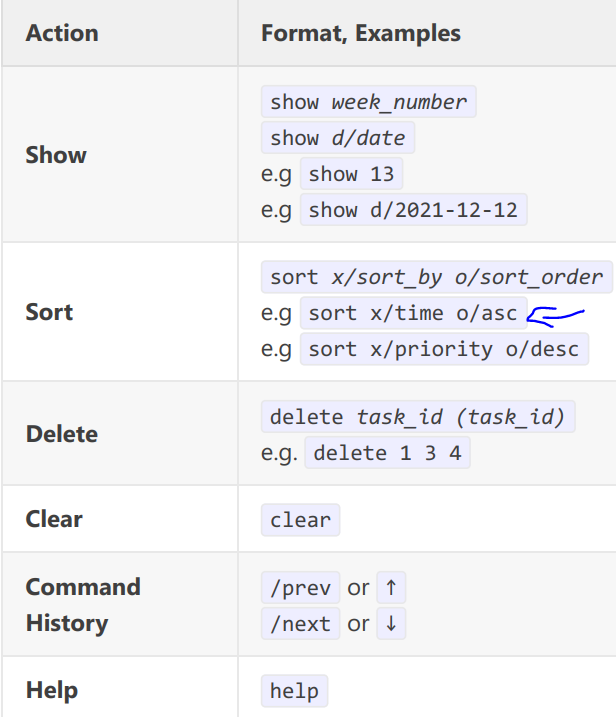 Action
Format, Examples
Show
show week_number
show d/date
e.g show 13
e.g show d/2021-12-12
Sort
sort x/sort_by o/sort_order
e.g sort x/time o/asc
e.g sort x/priority o/desc
Delete
delete task_id (task_id)
e.g. delete 1 3 4
Clear
clear
Command
History
/prev or ↑
/next or ↓
Help
help